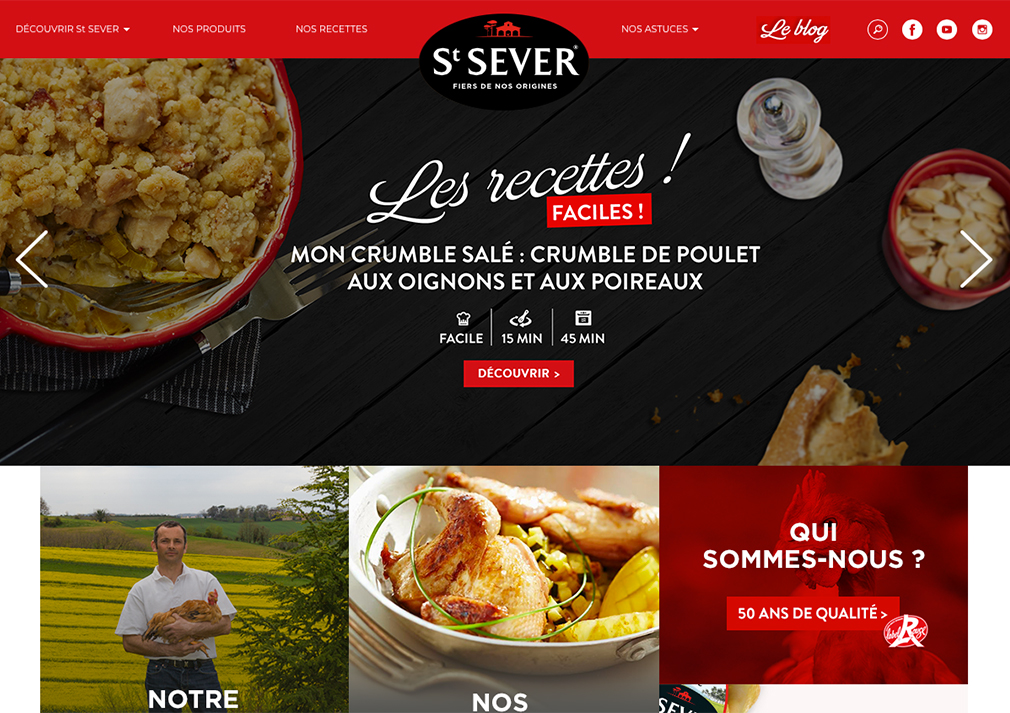 DÉCOUVRIR St SEVER
NOS PRODUITS
NOS RECETTES
St SEVER®
FIERS DE NOS ORIGINES
NOS ASTUCES
Le blog
Les recettes !
FACILES !
MON CRUMBLE SALÉ : CRUMBLE DE POULET
AUX OIGNONS ET AUX POIREAUX
FACILE
15 MIN
45 MIN
DÉCOUVRIR >
NOTRE
NOS
QUI
SOMMES-NOUS ?
50 ANS DE QUALITÉ >
label Rouge
St SEVER